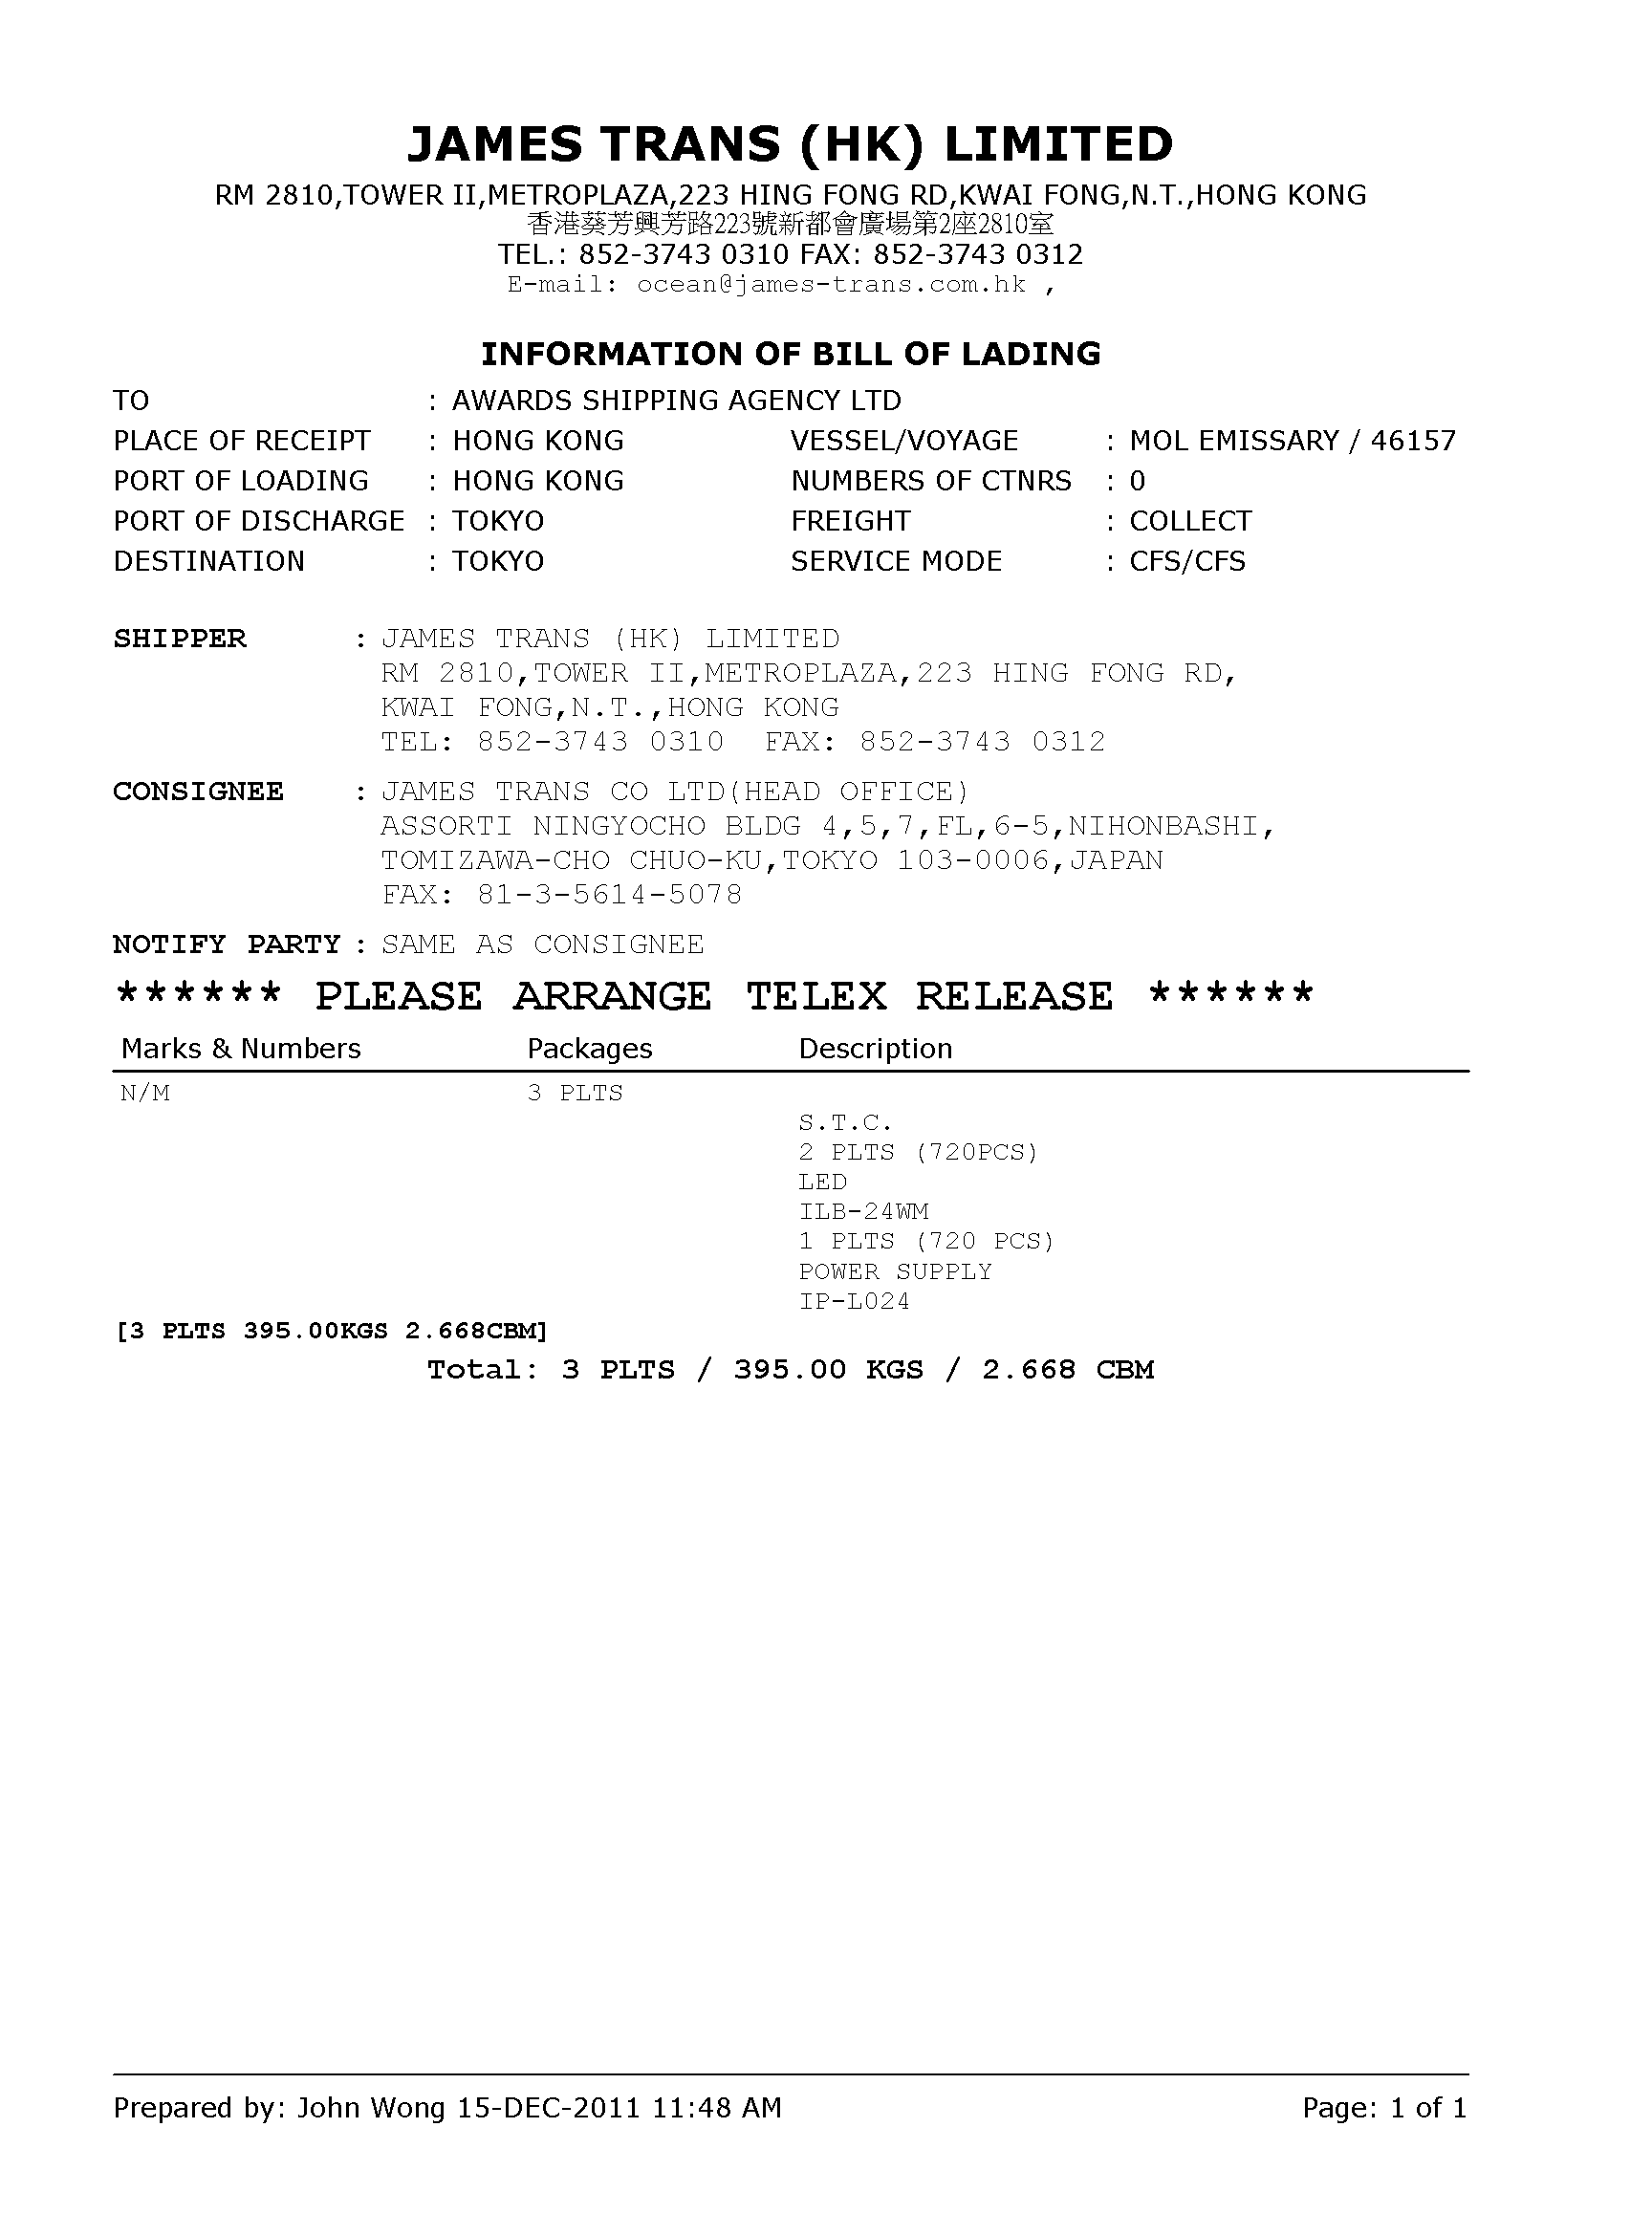 JAMES TRANS (HK) LIMITED
RM 2810,TOWER II,METROPLAZA,223 HING FONG RD,KWAI FONG,N.T.,HONG KONG
香港葵芳興芳路223號新都會廣場第2座2810室
TEL.: 852-3743 0310 FAX: 852-3743 0312
E-mail: ocean@james-trans.com.hk ,
INFORMATION OF BILL OF LADING
TO : AWARDS SHIPPING AGENCY LTD
PLACE OF RECEIPT : HONG KONG VESSEL/VOYAGE : MOL EMISSARY / 46157
PORT OF LOADING : HONG KONG NUMBERS OF CTNRS : 0
PORT OF DISCHARGE : TOKYO FREIGHT : COLLECT
DESTINATION : TOKYO SERVICE MODE : CFS/CFS
SHIPPER : JAMES TRANS (HK) LIMITED
RM 2810,TOWER II,METROPLAZA,223 HING FONG RD,
KWAI FONG,N.T.,HONG KONG
TEL: 852-3743 0310 FAX: 852-3743 0312
CONSIGNEE : JAMES TRANS CO LTD(HEAD OFFICE)
ASSORTI NINGYOCHO BLDG 4,5,7,FL,6-5,NIHONBASHI,
TOMIZAWA-CHO CHUO-KU,TOKYO 103-0006,JAPAN
FAX: 81-3-5614-5078
NOTIFY PARTY : SAME AS CONSIGNEE
****** PLEASE ARRANGE TELEX RELEASE ******
Marks & Numbers Packages Description
N/M 3 PLTS
S.T.C.
2 PLTS (720PCS)
LED
ILB-24WM
1 PLTS (720 PCS)
POWER SUPPLY
IP-L024
[3 PLTS 395.00KGS 2.668CBM]
Total: 3 PLTS / 395.00 KGS / 2.668 CBM
Prepared by: John Wong 15-DEC-2011 11:48 AM Page: 1 of 1